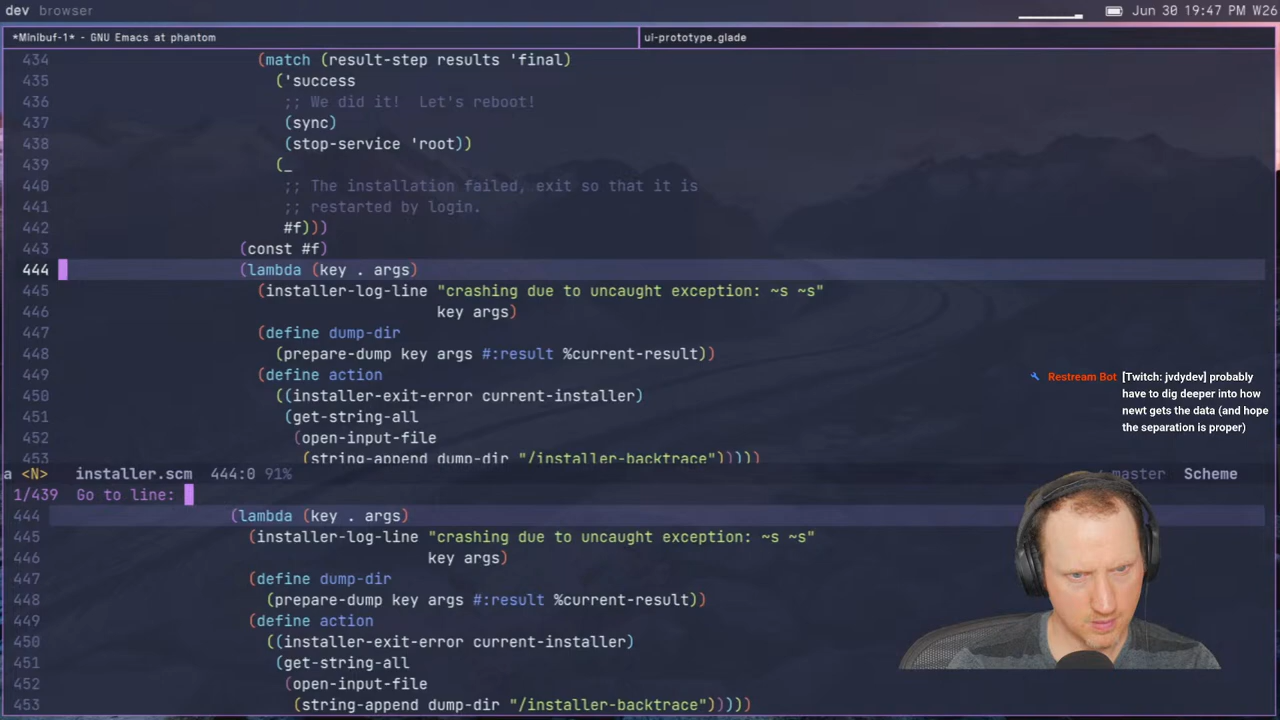 dev browser
Jun 30 19:47 PM W26
*Minibuf-1* - GNU Emacs at phantom
ui-prototype.glade
434 (match (result-step results 'final)
435 ('success
436 ;; We did it!  Let's reboot!
437 (sync)
438 (stop-service 'root))
439 (_
440 ;; The installation failed, exit so that it is
441 ;; restarted by login.
442 #f)))
443 (const #f)
444 (lambda (key . args)
445 (installer-log-line "crashing due to uncaught exception: ~s ~s"
446 key args)
447 (define dump-dir
448 (prepare-dump key args #:result %current-result))
449 (define action
450 ((installer-exit-error current-installer)
451 (get-string-all
452 (open-input-file
453 (string-append dump-dir "/installer-backtrace")))))
Restream Bot [Twitch: jvdydev] probably
have to dig deeper into how
newt gets the data (and hope
the separation is proper)
a <N> installer.scm 444:0 91% master Scheme
1/439 Go to line:
444 (lambda (key . args)
445 (installer-log-line "crashing due to uncaught exception: ~s ~s"
446 key args)
447 (define dump-dir
448 (prepare-dump key args #:result %current-result))
449 (define action
450 ((installer-exit-error current-installer)
451 (get-string-all
452 (open-input-file
453 (string-append dump-dir "/installer-backtrace")))))